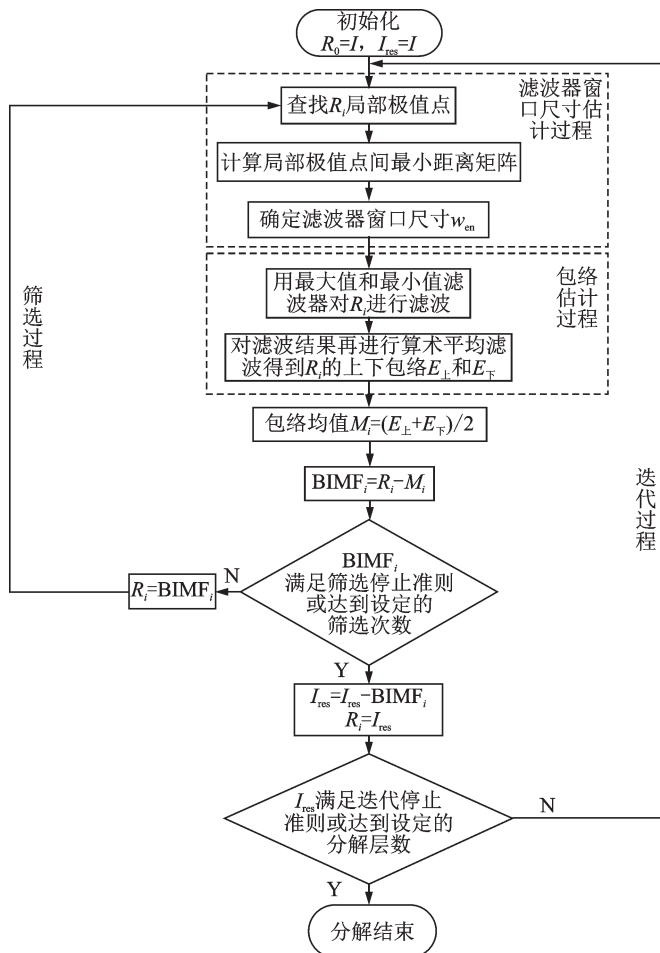 初始化
R₀=I, I_res=I
滤波器窗
口尺寸估
计过程
查找R_i局部极值点
计算局部极值点间最小距离矩阵
确定滤波器窗口尺寸w_en
筛选过程
包络
估计
过程
用最大值和最小值滤
波器对R_i进行滤波
对滤波结果再进行算术平均滤
波得到R_i的上下包络E_上和E_下
包络均值M_i=(E_上+E_下)/2
迭代过程
BIMF_i=R_i−M_i
BIMF_i
满足筛选停止准则
或达到设定的
筛选次数
N
R_i=BIMF_i
Y
I_res=I_res−BIMF_i
R_i=I_res
I_res满足迭代停止
准则或达到设定的
分解层数
N
Y
分解结束